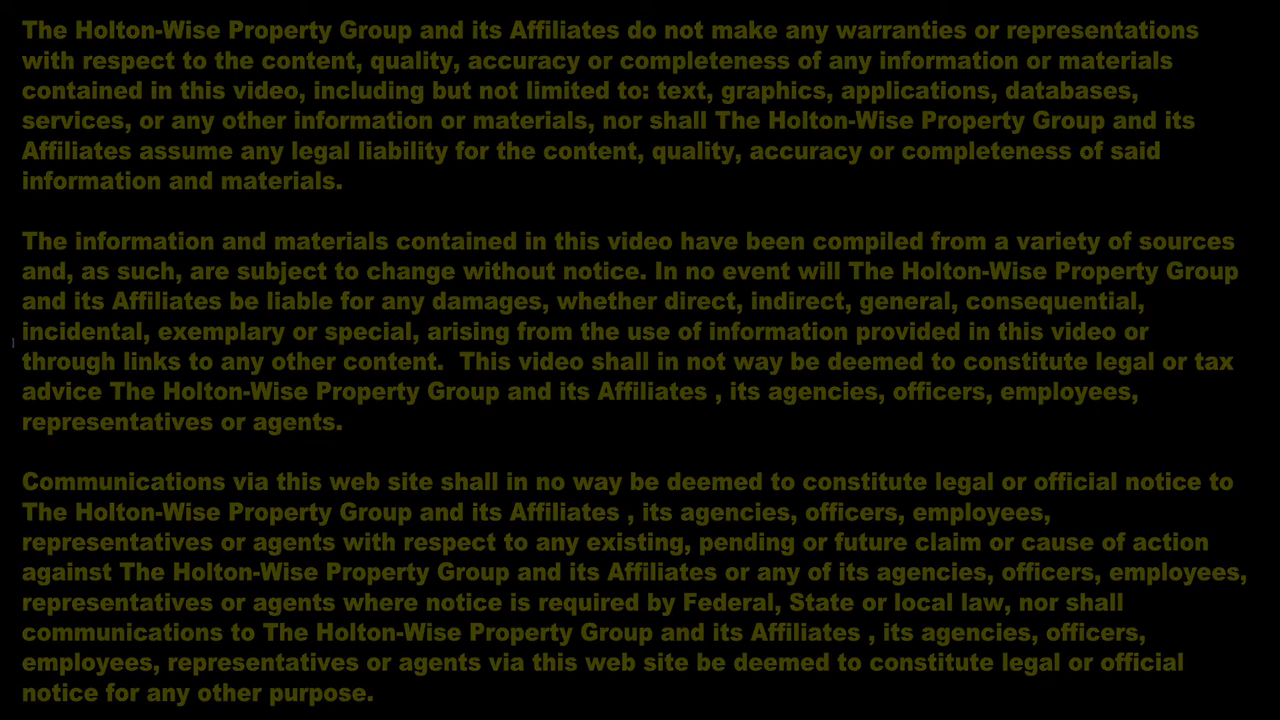 The Holton-Wise Property Group and its Affiliates do not make any warranties or representations
with respect to the content, quality, accuracy or completeness of any information or materials
contained in this video, including but not limited to: text, graphics, applications, databases,
services, or any other information or materials, nor shall The Holton-Wise Property Group and its
Affiliates assume any legal liability for the content, quality, accuracy or completeness of said
information and materials.
The information and materials contained in this video have been compiled from a variety of sources
and, as such, are subject to change without notice. In no event will The Holton-Wise Property Group
and its Affiliates be liable for any damages, whether direct, indirect, general, consequential,
incidental, exemplary or special, arising from the use of information provided in this video or
through links to any other content.  This video shall in not way be deemed to constitute legal or tax
advice The Holton-Wise Property Group and its Affiliates , its agencies, officers, employees,
representatives or agents.
Communications via this web site shall in no way be deemed to constitute legal or official notice to
The Holton-Wise Property Group and its Affiliates , its agencies, officers, employees,
representatives or agents with respect to any existing, pending or future claim or cause of action
against The Holton-Wise Property Group and its Affiliates or any of its agencies, officers, employees,
representatives or agents where notice is required by Federal, State or local law, nor shall
communications to The Holton-Wise Property Group and its Affiliates , its agencies, officers,
employees, representatives or agents via this web site be deemed to constitute legal or official
notice for any other purpose.